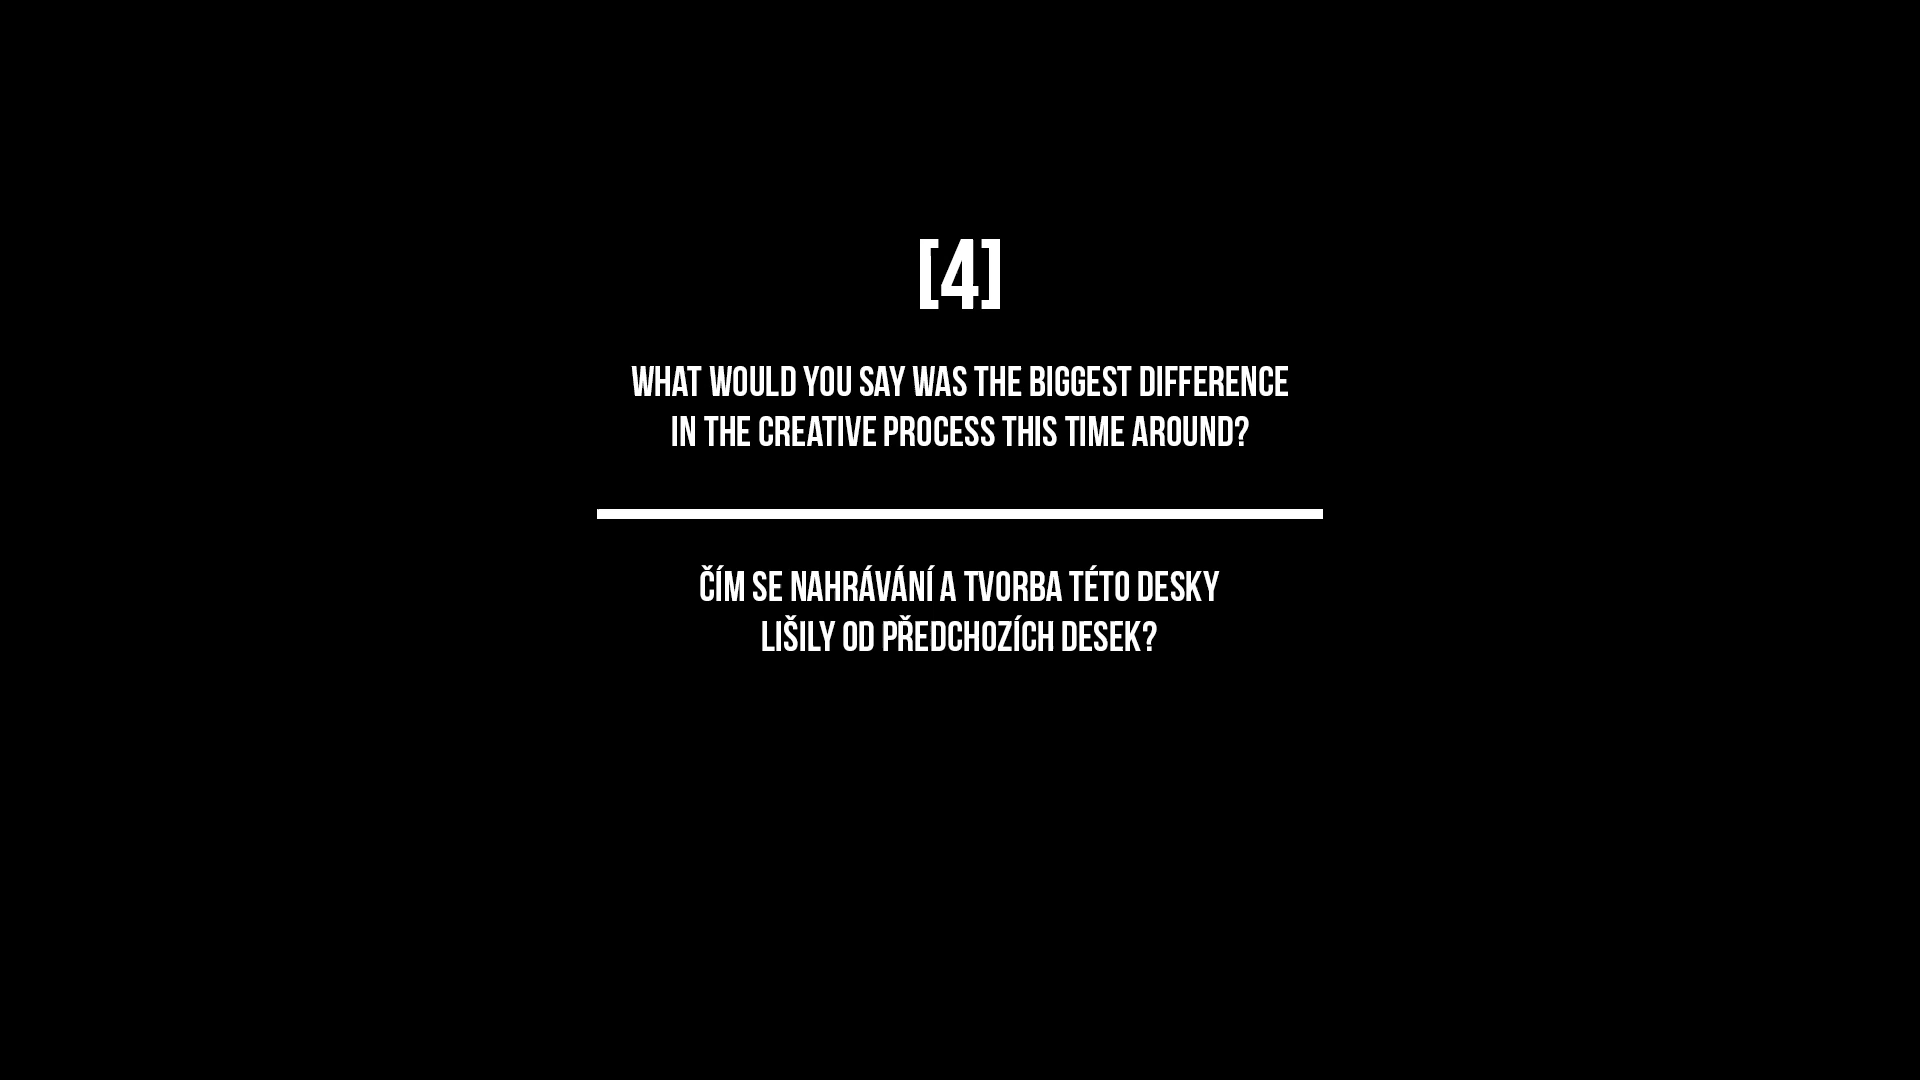 [4]
WHAT WOULD YOU SAY WAS THE BIGGEST DIFFERENCE
IN THE CREATIVE PROCESS THIS TIME AROUND?
ČÍM SE NAHRÁVÁNÍ A TVORBA TÉTO DESKY
LIŠILY OD PŘEDCHOZÍCH DESEK?